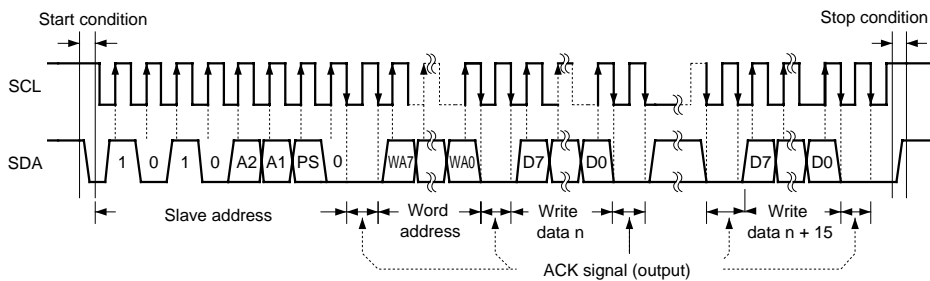 Start condition
Stop condition
SCL
SDA
1 0 1 0 A2 A1 PS 0 WA7 WA0 D7 D0 D7 D0
Slave address
Word
address
Write
data n
Write
data n + 15
ACK signal (output)